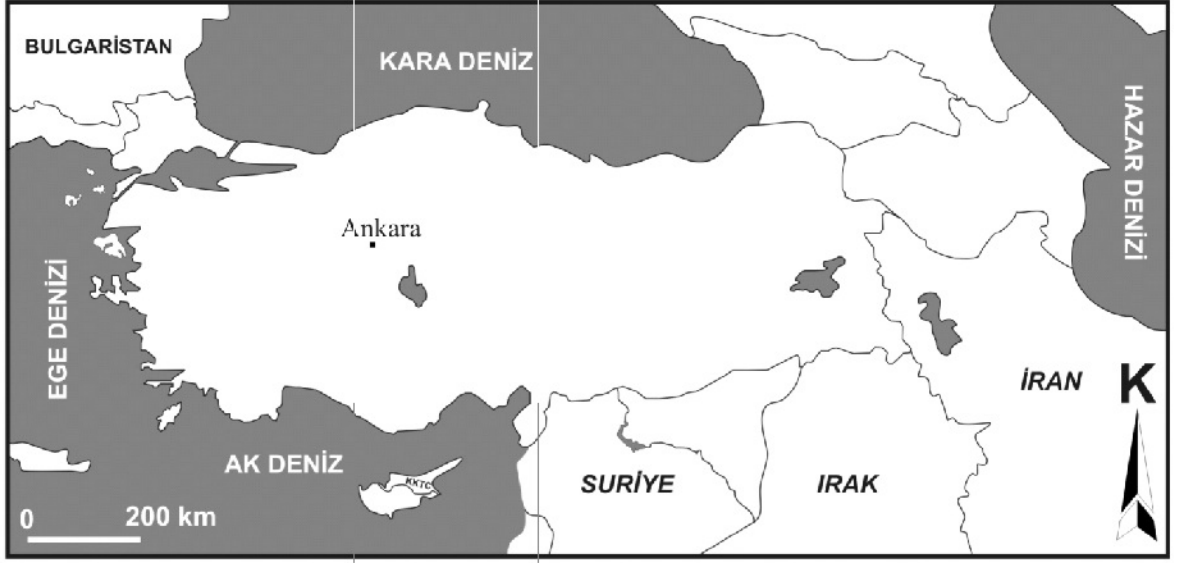 BULGARİSTAN
KARA DENİZ
HAZAR DENİZİ
Ankara
EGE DENİZİ
İRAN
K
AK DENİZ
KKTC
SURİYE
IRAK
0
200 km